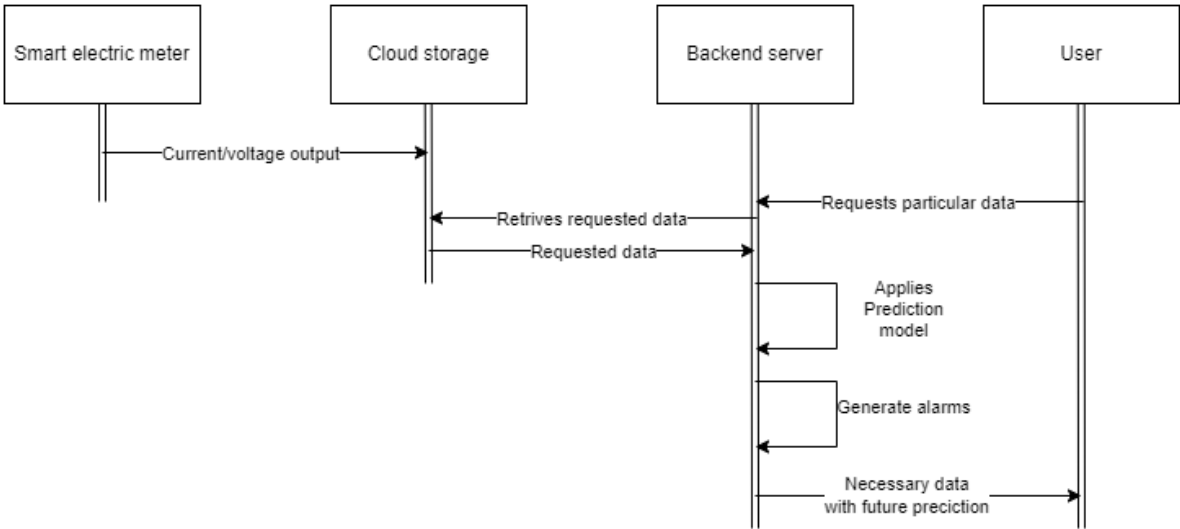 Smart electric meter
Cloud storage
Backend server
User
Current/voltage output
Requests particular data
Retrives requested data
Requested data
Applies
Prediction
model
Generate alarms
Necessary data
with future preciction